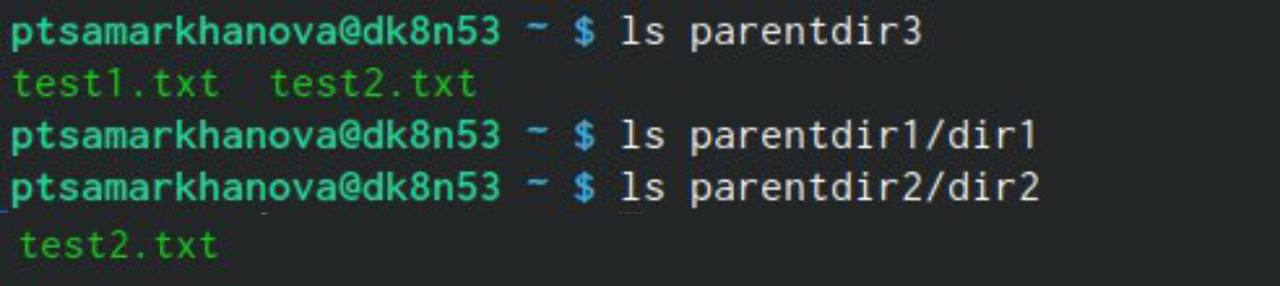 ptsamarkhanova@dk8n53 ~ $ ls parentdir3
test1.txt  test2.txt
ptsamarkhanova@dk8n53 ~ $ ls parentdir1/dir1
ptsamarkhanova@dk8n53 ~ $ ls parentdir2/dir2
test2.txt